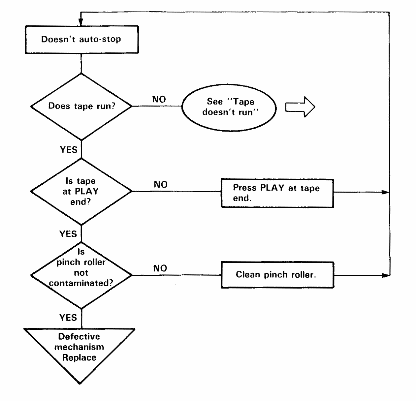 Doesn't auto-stop
Does tape run?
NO
See "Tape
doesn't run"
YES
Is tape
at PLAY
end?
NO
Press PLAY at tape
end.
YES
Is
pinch roller
not
contaminated?
NO
Clean pinch roller.
YES
Defective
mechanism
Replace